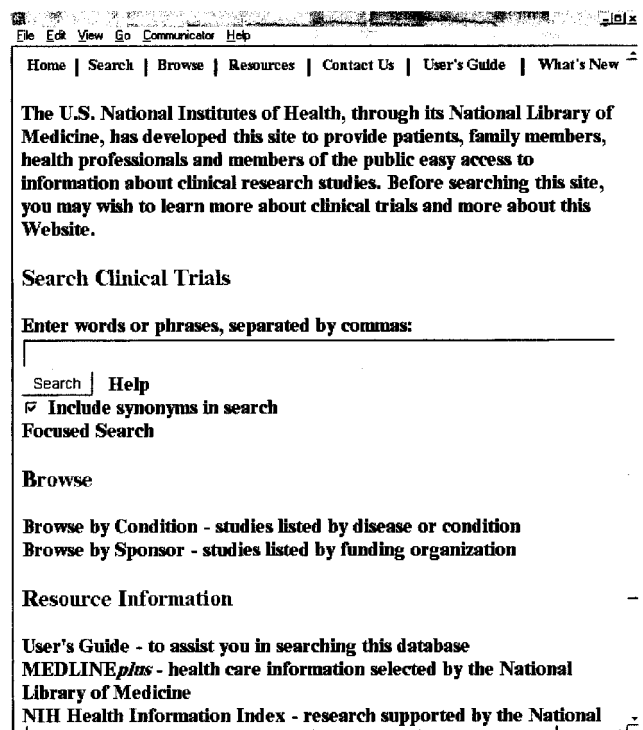 File Edit View Go Communicator Help
Home | Search | Browse | Resources | Contact Us | User's Guide | What's New
The U.S. National Institutes of Health, through its National Library of
Medicine, has developed this site to provide patients, family members,
health professionals and members of the public easy access to
information about clinical research studies. Before searching this site,
you may wish to learn more about clinical trials and more about this
Website.
Search Clinical Trials
Enter words or phrases, separated by commas:
Search Help
Include synonyms in search
Focused Search
Browse
Browse by Condition - studies listed by disease or condition
Browse by Sponsor - studies listed by funding organization
Resource Information
User's Guide - to assist you in searching this database
MEDLINEplus - health care information selected by the National
Library of Medicine
NIH Health Information Index - research supported by the National